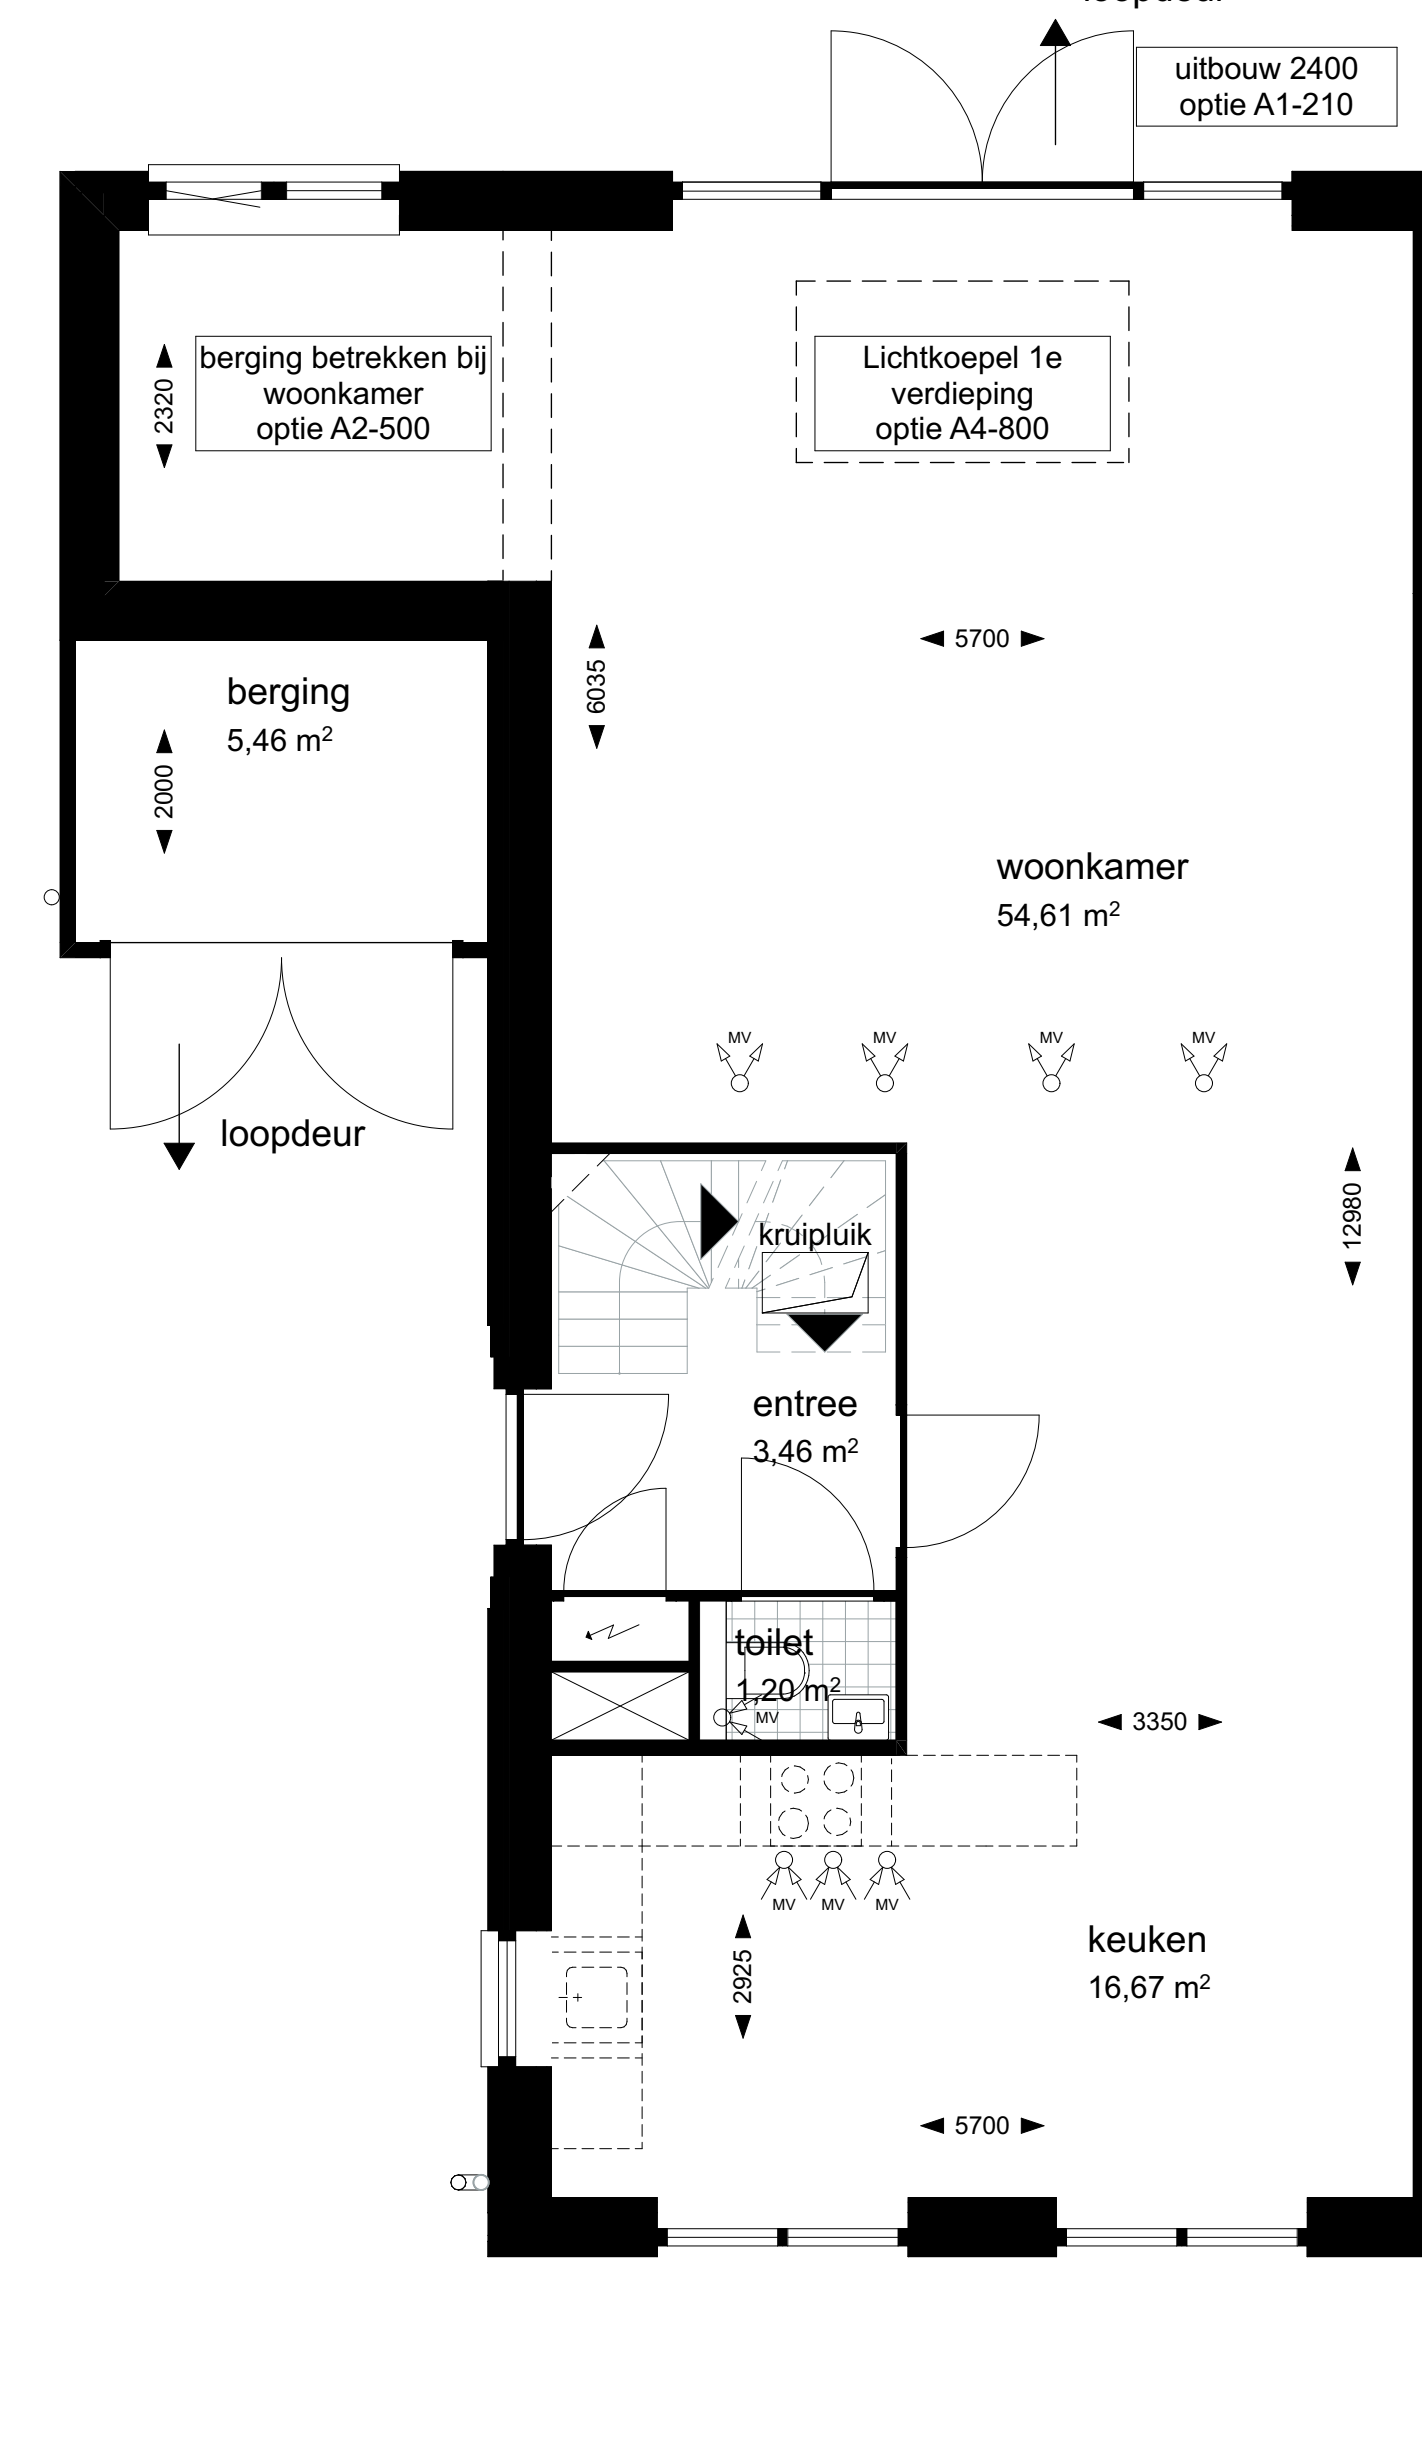 loopdeur
uitbouw 2400
optie A1-210
berging betrekken bij
woonkamer
optie A2-500
2320
Lichtkoepel 1e
verdieping
optie A4-800
5700
6035
berging
5,46 m²
2000
woonkamer
54,61 m²
MV
MV
MV
MV
loopdeur
12980
kruipluik
entree
3,46 m²
toilet
1,20 m²
MV
3350
MV
MV
MV
2925
keuken
16,67 m²
5700